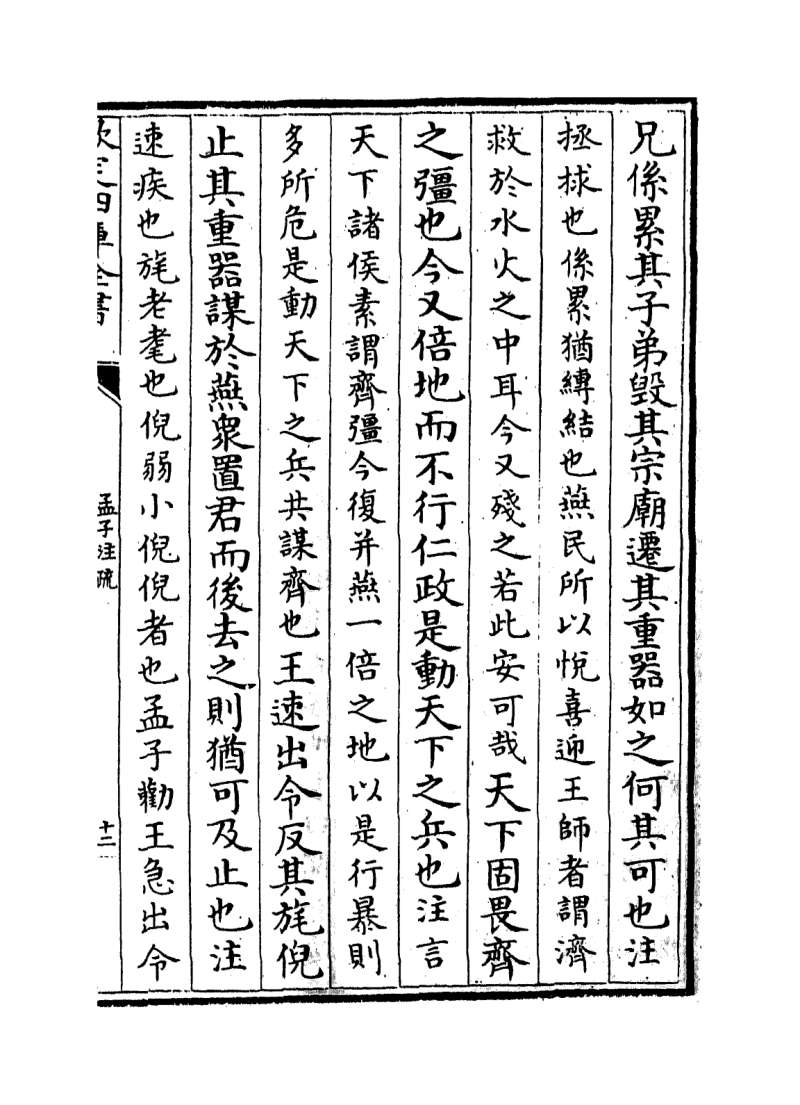 兄係累其子弟毀其宗廟遷其重器如之何其可也注
拯捄也係累猶縛結也燕民所以悅喜迎王師者謂濟
救於水火之中耳今又殘之若此安可哉天下固畏齊
之彊也今又倍地而不行仁政是動天下之兵也注言
天下諸侯素謂齊彊今復并燕一倍之地以是行暴則
多所危是動天下之兵共謀齊也王速出令反其旄倪
止其重器謀於燕衆置君而後去之則猶可及止也注
速疾也旄老耄也倪弱小倪倪者也孟子勸王急出令
欽定四庫全書
孟子注疏
十二